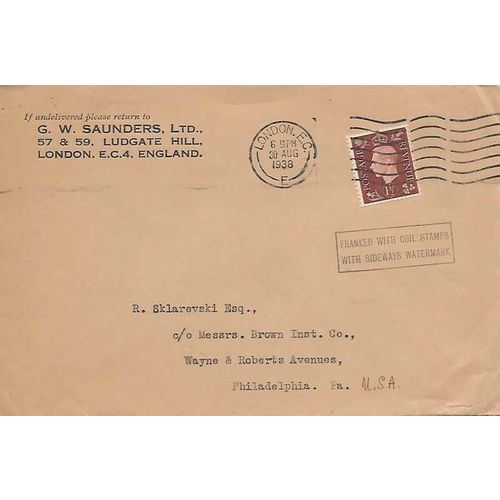 If undelivered please return to
G. W. SAUNDERS, LTD.,
57 & 59, LUDGATE HILL,
LONDON. E.C.4, ENGLAND.
LONDON. E.C.
6 15PM
30 AUG
1938
E
POSTAGE
REVENUE
FRANKED WITH COIL STAMPS
WITH SIDEWAYS WATERMARK
R. Sklarevski Esq.,
c/o Messrs. Brown Inst. Co.,
Wayne & Roberts Avenues,
Philadelphia. Pa. U.S.A.